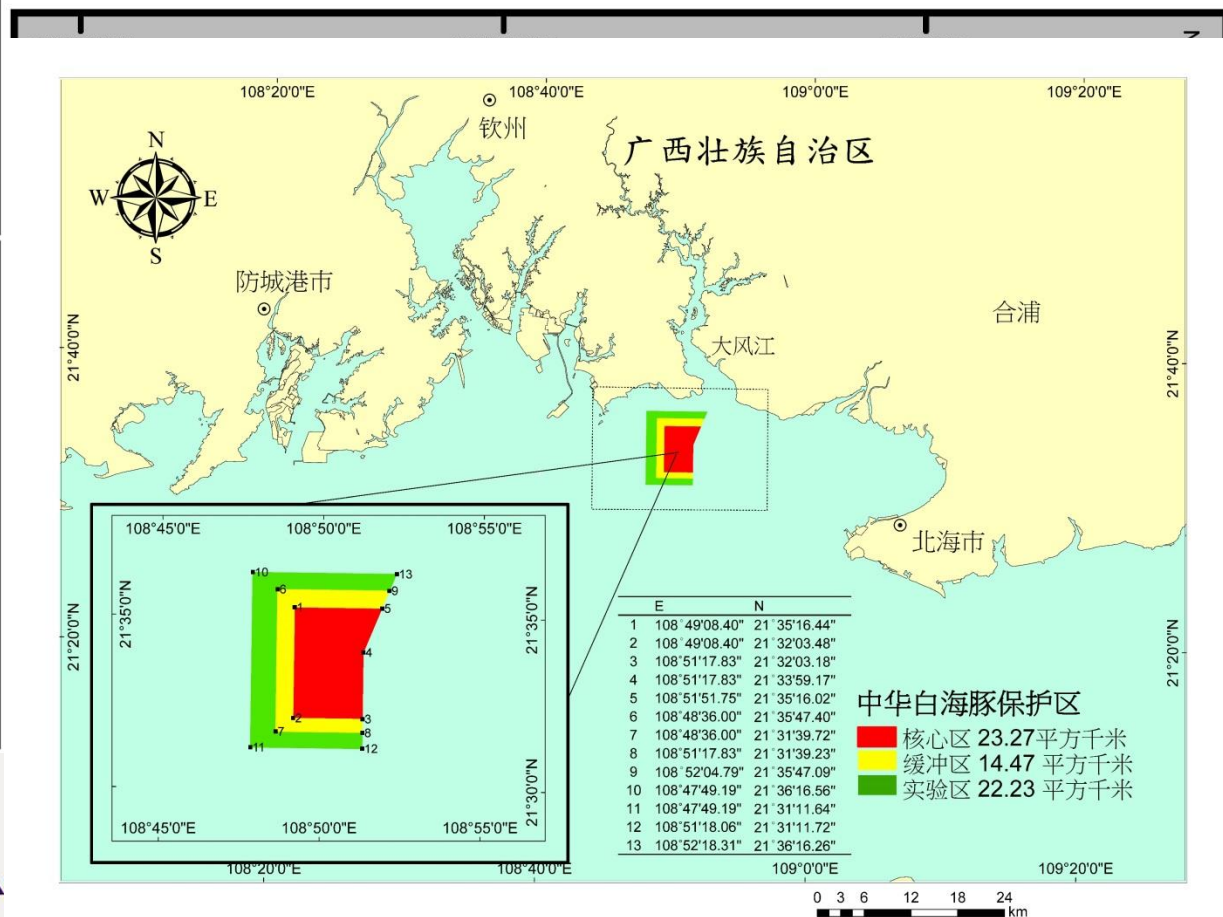 N
108°20'0"E 108°40'0"E 109°0'0"E 109°20'0"E
钦州
广西壮族自治区
N
W E
S
防城港市
合浦
大风江
21°40'0"N 21°40'0"N
北海市
108°45'0"E 108°50'0"E 108°55'0"E
10 13
6 9
1 5
21°35'0"N 21°35'0"N
4
2 3
7 8
11 12
21°30'0"N
108°45'0"E 108°50'0"E 108°55'0"E
21°20'0"N 21°20'0"N
E N
1 108°49'08.40" 21°35'16.44"
2 108°49'08.40" 21°32'03.48"
3 108°51'17.83" 21°32'03.18"
4 108°51'17.83" 21°33'59.17"
5 108°51'51.75" 21°35'16.02"
6 108°48'36.00" 21°35'47.40"
7 108°48'36.00" 21°31'39.72"
8 108°51'17.83" 21°31'39.23"
9 108°52'04.79" 21°35'47.09"
10 108°47'49.19" 21°36'16.56"
11 108°47'49.19" 21°31'11.64"
12 108°51'18.06" 21°31'11.72"
13 108°52'18.31" 21°36'16.26"
中华白海豚保护区
核心区 23.27平方千米
缓冲区 14.47 平方千米
实验区 22.23 平方千米
108°20'0"E 108°40'0"E 109°0'0"E 109°20'0"E
0 3 6 12 18 24
km